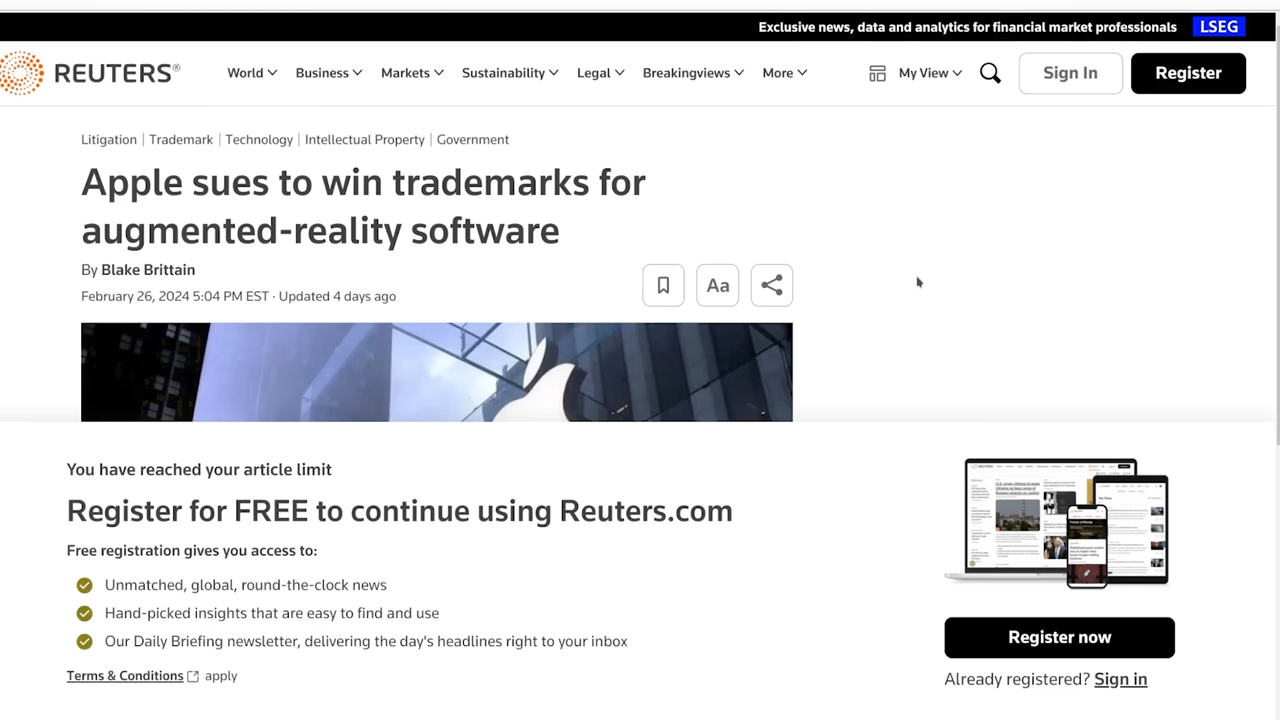 Exclusive news, data and analytics for financial market professionals LSEG
REUTERS® World Business Markets Sustainability Legal Breakingviews More My View Sign In Register
Litigation | Trademark | Technology | Intellectual Property | Government
Apple sues to win trademarks for
augmented-reality software
By Blake Brittain
February 26, 2024 5:04 PM EST · Updated 4 days ago
Aa
You have reached your article limit
Register for FREE to continue using Reuters.com
Free registration gives you access to:
Unmatched, global, round-the-clock news
Hand-picked insights that are easy to find and use
Our Daily Briefing newsletter, delivering the day's headlines right to your inbox
Terms & Conditions apply
Register now
Already registered? Sign in